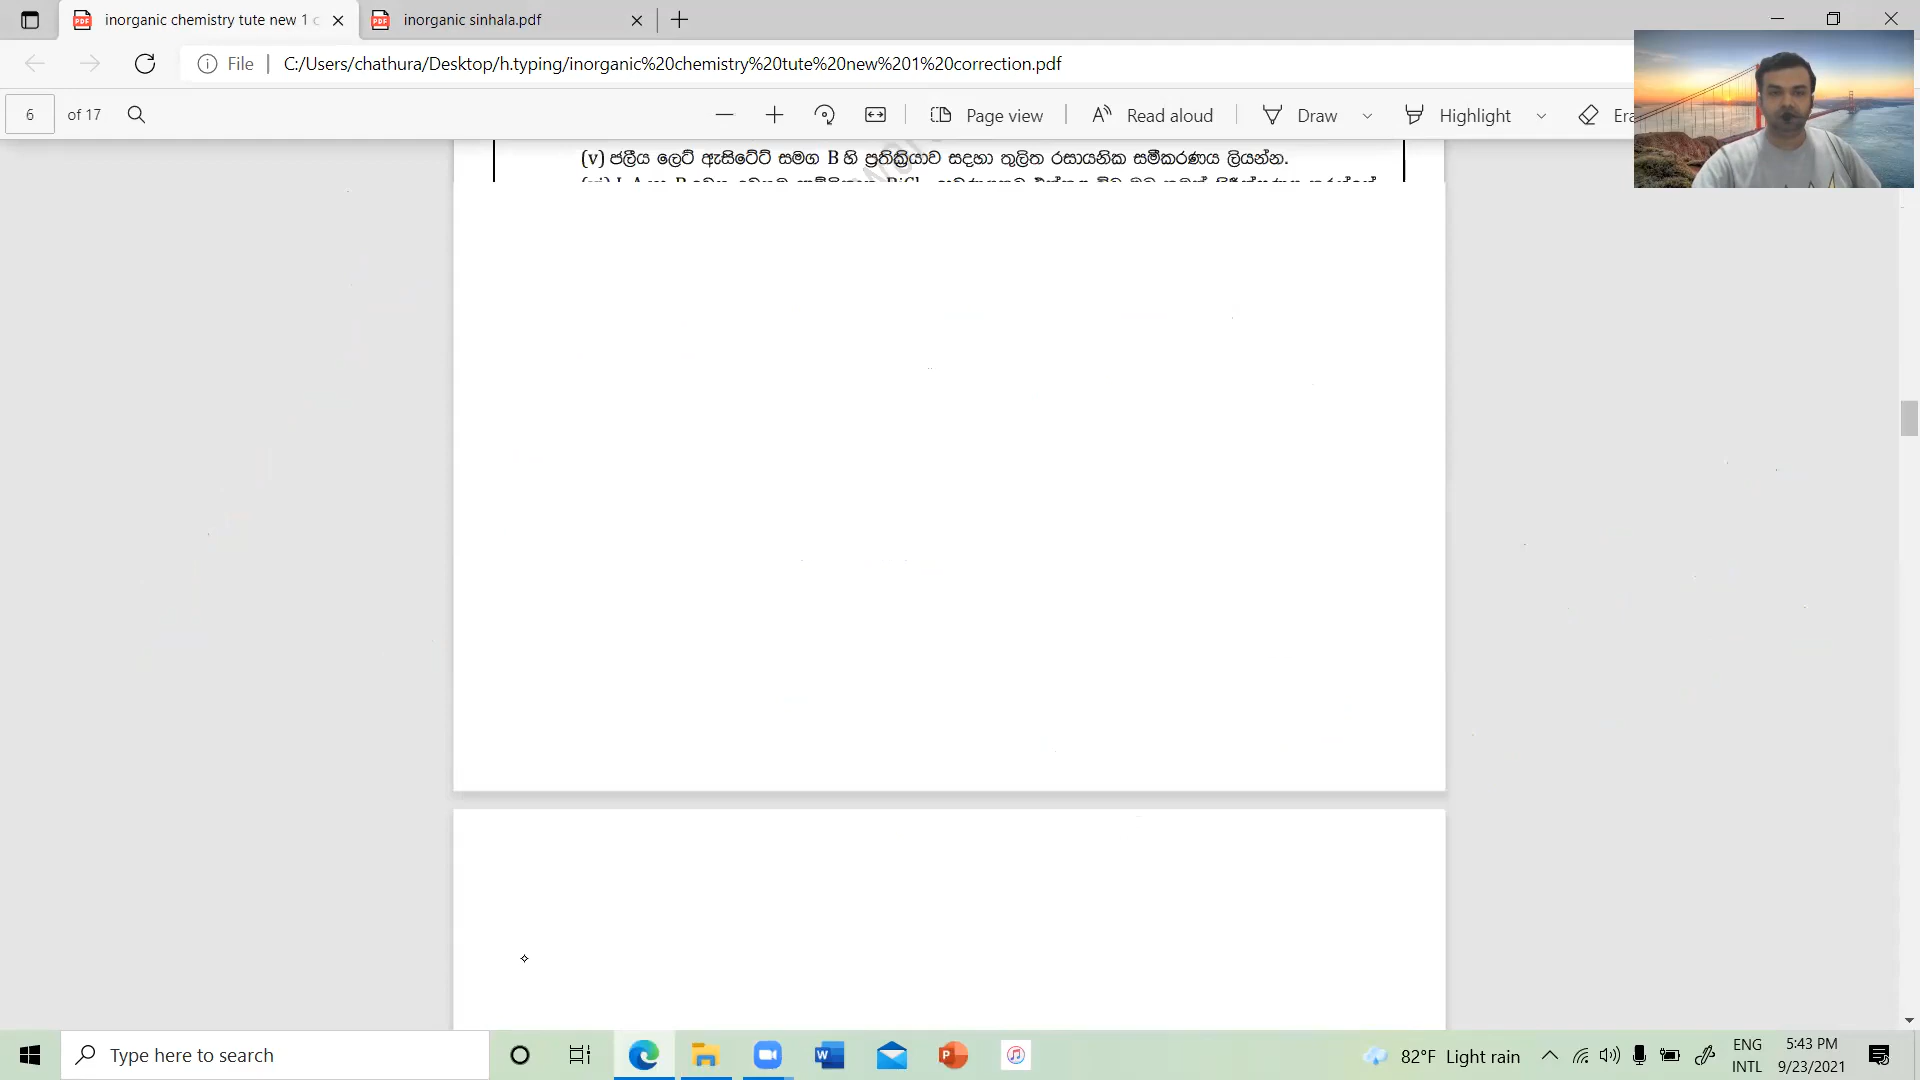 inorganic chemistry tute new 1 c
inorganic sinhala.pdf
File
C:/Users/chathura/Desktop/h.typing/inorganic%20chemistry%20tute%20new%201%20correction.pdf
6 of 17
Page view
Read aloud
Draw
Highlight
Era
(v) ජලීය ලෙට් ඇසිටේට් සමග B හි ප්‍රතික්‍රියාව සඳහා තුලිත රසායනික සමීකරණය ලියන්න.
Type here to search
82°F Light rain
ENG
INTL
5:43 PM
9/23/2021